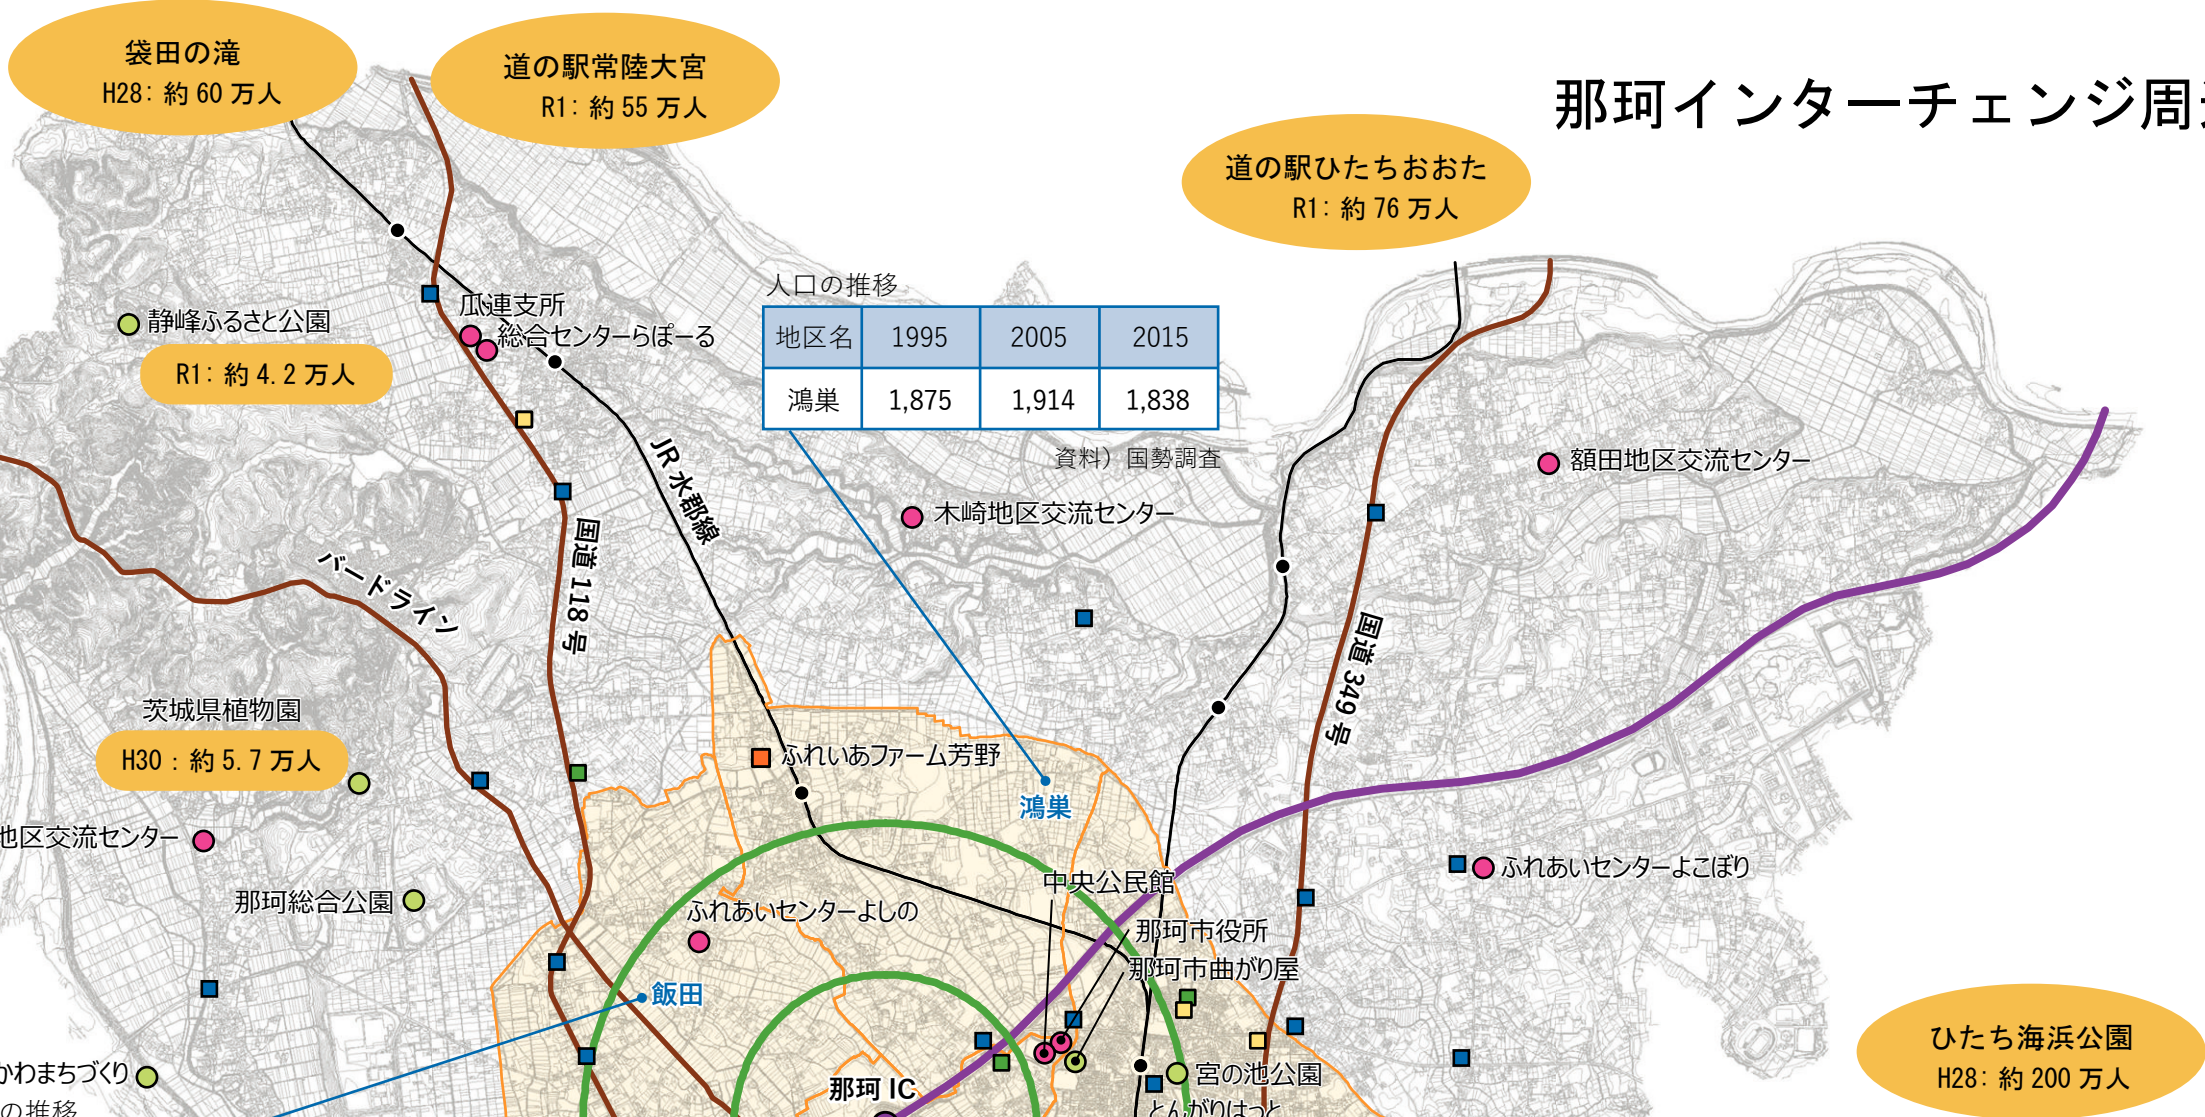 袋田の滝
H28：約 60 万人
道の駅常陸大宮
R1：約 55 万人
那珂インターチェンジ周
道の駅ひたちおおた
R1：約 76 万人
人口の推移
地区名 1995 2005 2015
鴻巣 1,875 1,914 1,838
資料）国勢調査
瓜連支所
総合センターらぽーる
静峰ふるさと公園
R1：約 4.2 万人
JR 水郡線
木崎地区交流センター
額田地区交流センター
国道 118 号
バードライン
国道 349 号
茨城県植物園
H30：約 5.7 万人
ふれいあファーム芳野
鴻巣
地区交流センター
ふれあいセンターよこぼり
中央公民館
那珂総合公園
ふれあいセンターよしの
那珂市役所
那珂市曲がり屋
飯田
ひたち海浜公園
H28：約 200 万人
かわまちづくり
宮の池公園
那珂 IC
の推移
とんがりはっと